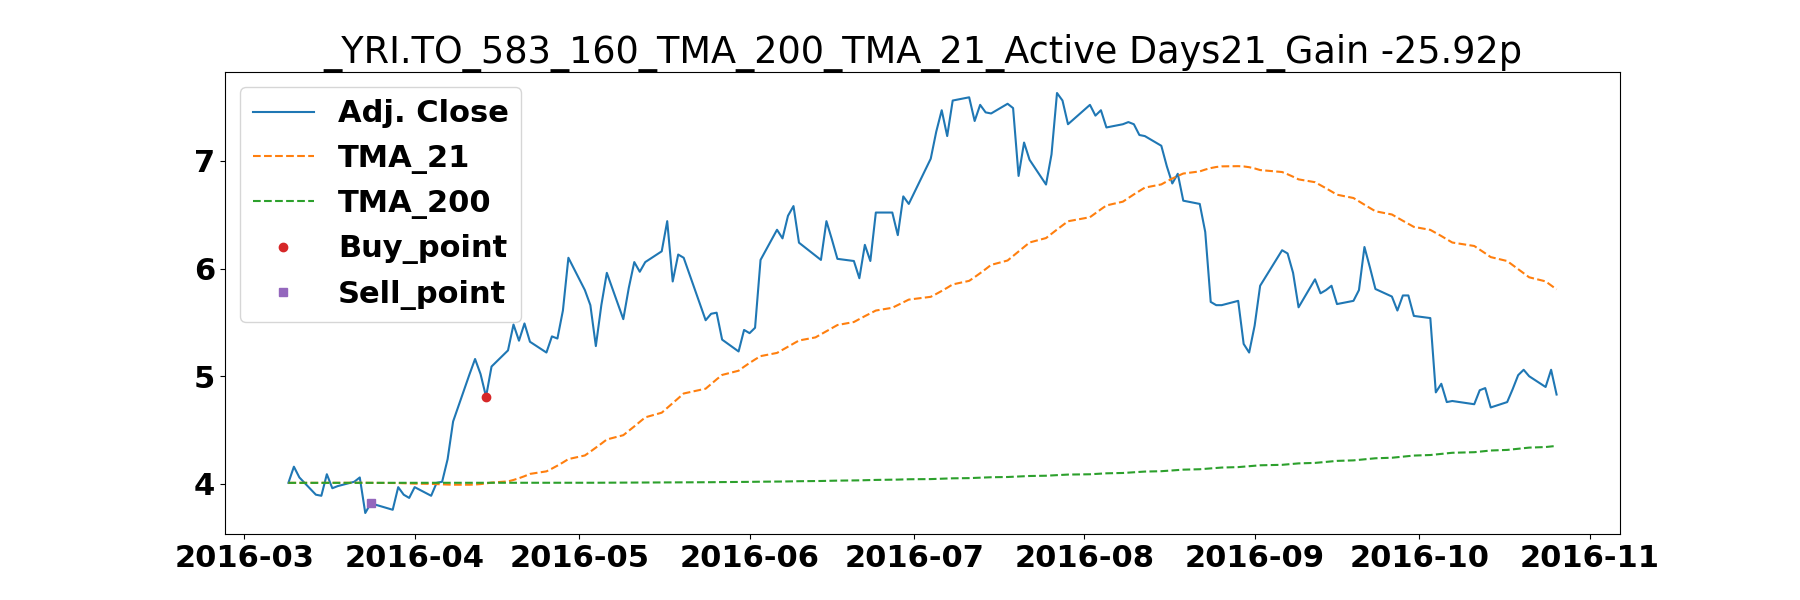 _YRI.TO_583_160_TMA_200_TMA_21_Active Days21_Gain -25.92p
Adj. Close
TMA_21
TMA_200
Buy_point
Sell_point
7
6
5
4
2016-03 2016-04 2016-05 2016-06 2016-07 2016-08 2016-09 2016-10 2016-11